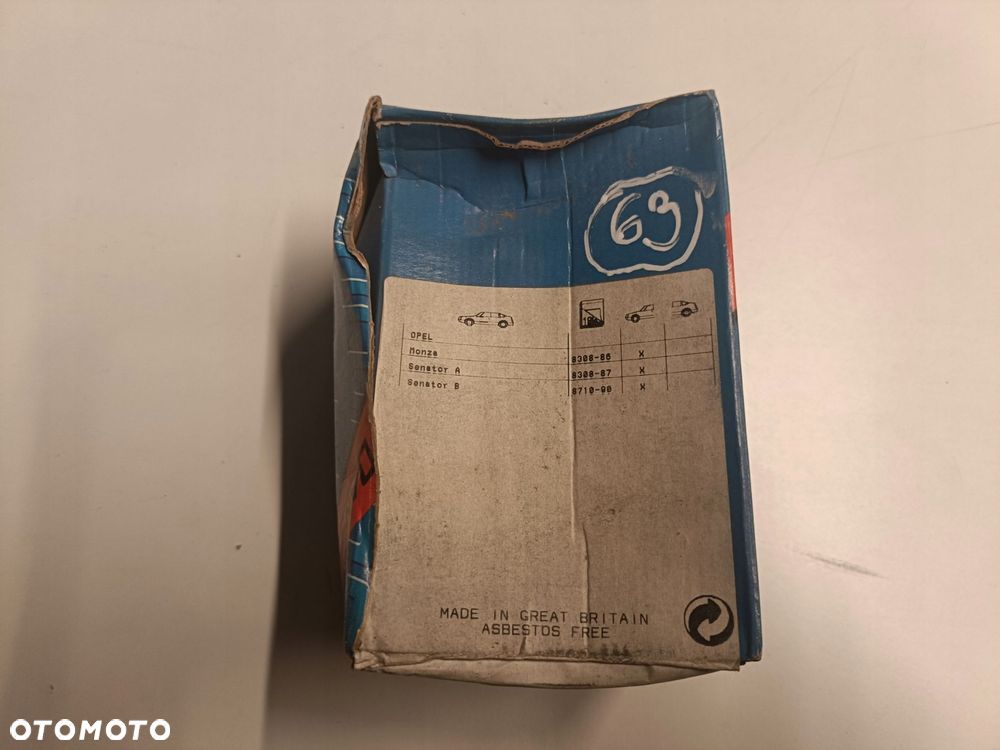 63
OPEL
Monza 8308-86 X
Senator A 8308-87 X
Senator B 8710-90 X
MADE IN GREAT BRITAIN
ASBESTOS FREE
OTOMOTO